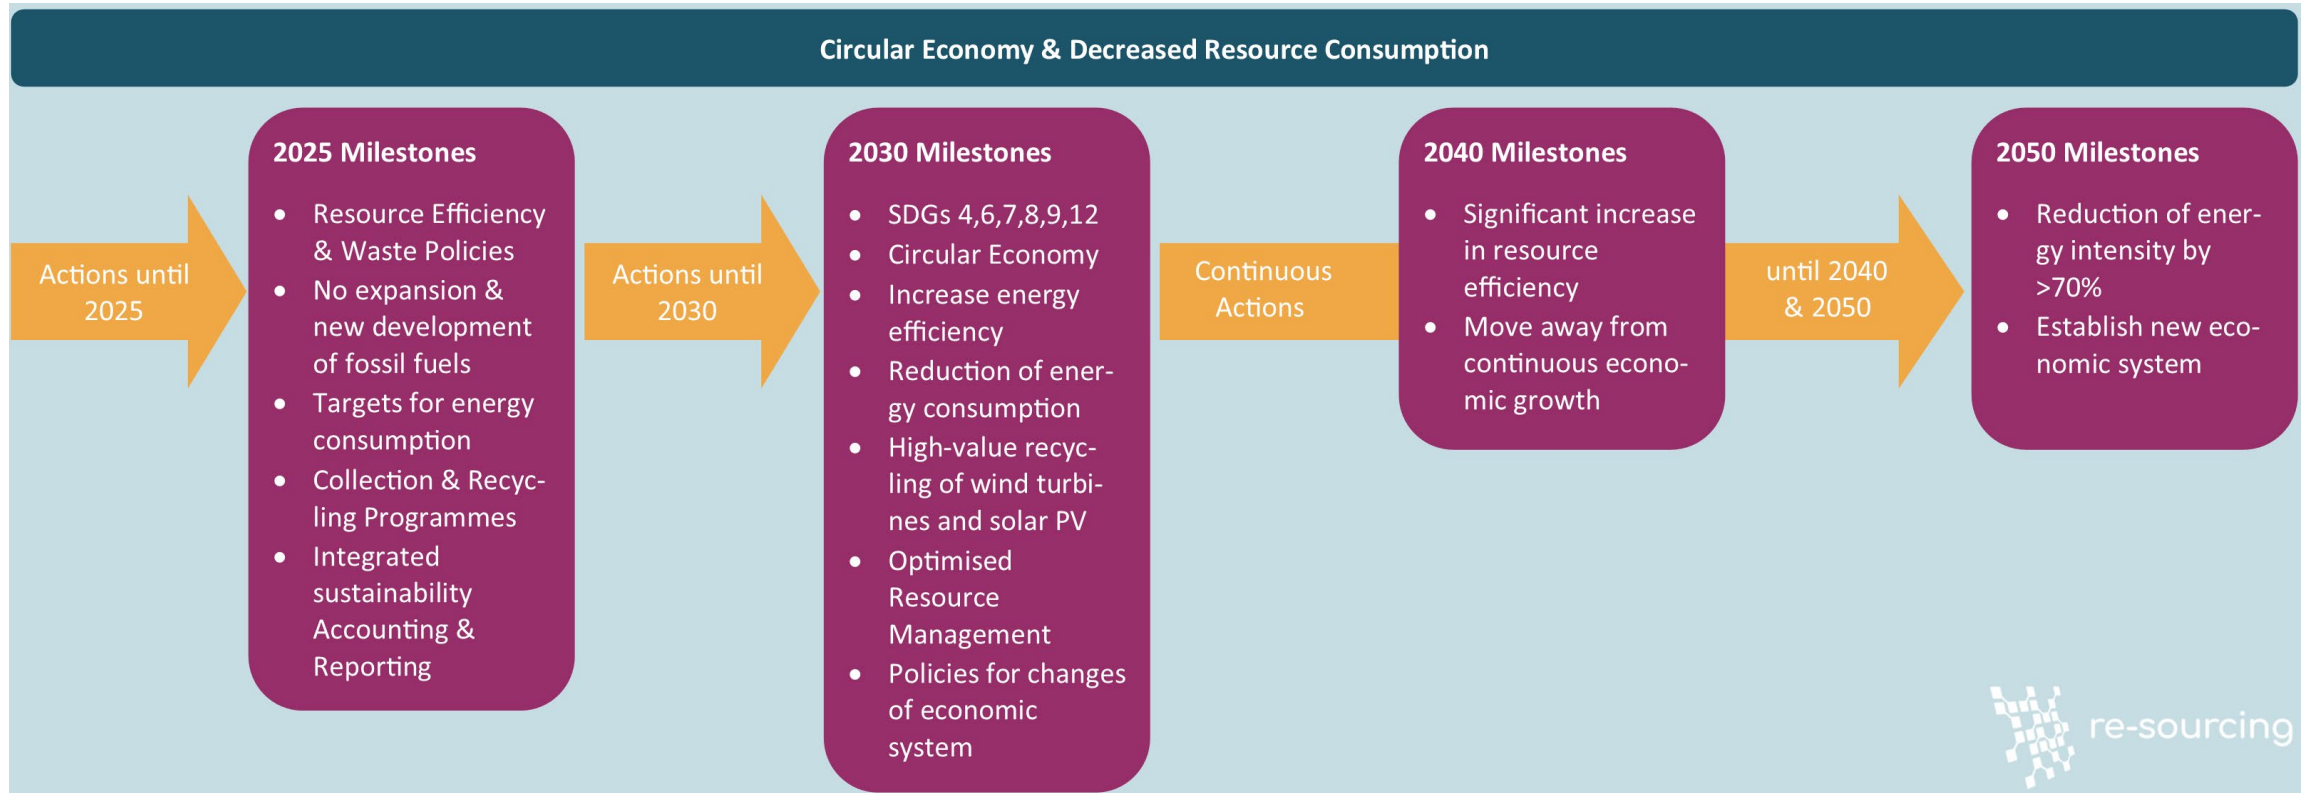 Circular Economy & Decreased Resource Consumption
Actions until
2025
2025 Milestones
• Resource Efficiency
& Waste Policies
• No expansion &
new development
of fossil fuels
• Targets for energy
consumption
• Collection & Recyc-
ling Programmes
• Integrated
sustainability
Accounting &
Reporting
Actions until
2030
2030 Milestones
• SDGs 4,6,7,8,9,12
• Circular Economy
• Increase energy
efficiency
• Reduction of ener-
gy consumption
• High-value recyc-
ling of wind turbi-
nes and solar PV
• Optimised
Resource
Management
• Policies for changes
of economic
system
Continuous
Actions
2040 Milestones
• Significant increase
in resource
efficiency
• Move away from
continuous econo-
mic growth
until 2040
& 2050
2050 Milestones
• Reduction of ener-
gy intensity by
>70%
• Establish new eco-
nomic system
re-sourcing